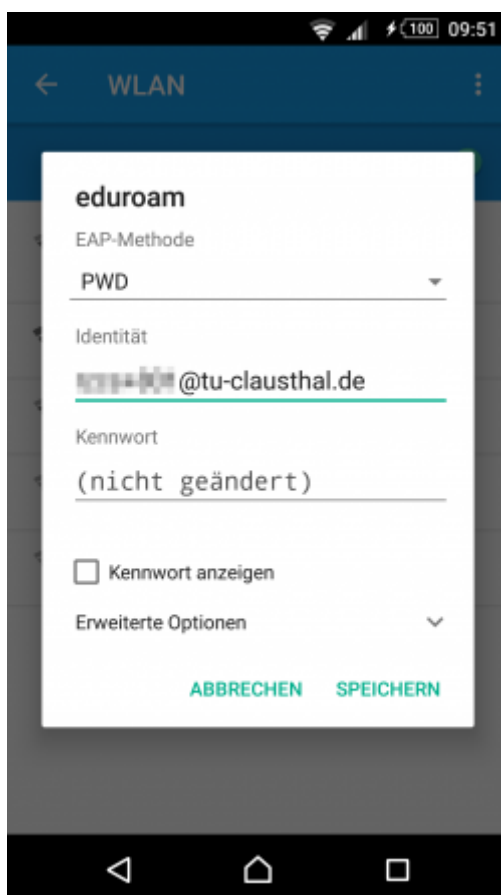 100 09:51
WLAN
eduroam
EAP-Methode
PWD
Identität
@tu-clausthal.de
Kennwort
(nicht geändert)
Kennwort anzeigen
Erweiterte Optionen
ABBRECHEN SPEICHERN